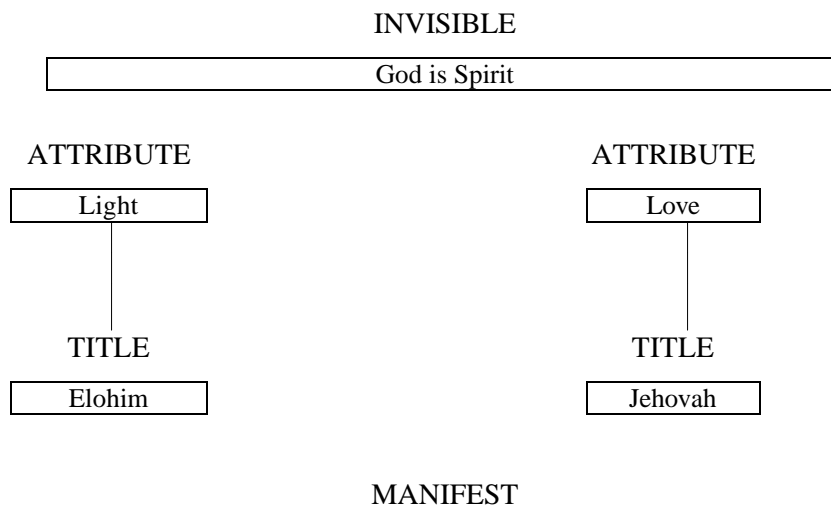 INVISIBLE
God is Spirit
ATTRIBUTE ATTRIBUTE
Light Love
TITLE TITLE
Elohim Jehovah
MANIFEST